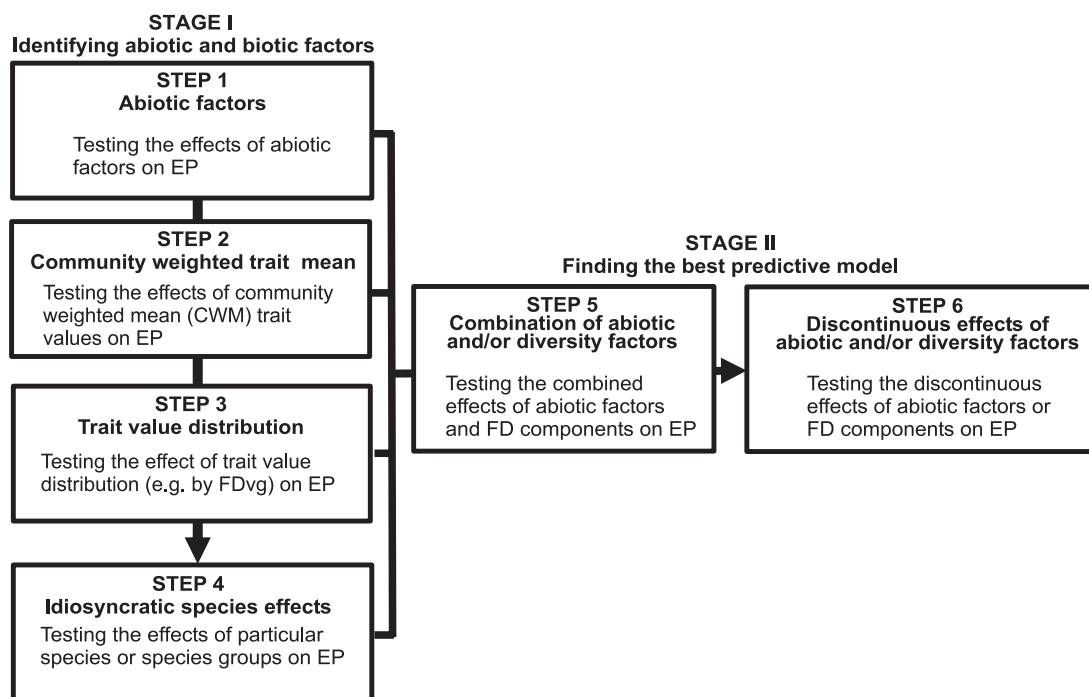 STAGE I
Identifying abiotic and biotic factors
STEP 1
Abiotic factors
Testing the effects of abiotic
factors on EP
STEP 2
Community weighted trait mean
Testing the effects of community
weighted mean (CWM) trait
values on EP
STEP 3
Trait value distribution
Testing the effect of trait value
distribution (e.g. by FDvg) on EP
STEP 4
Idiosyncratic species effects
Testing the effects of particular
species or species groups on EP
STAGE II
Finding the best predictive model
STEP 5
Combination of abiotic
and/or diversity factors
Testing the combined
effects of abiotic factors
and FD components on EP
STEP 6
Discontinuous effects of
abiotic and/or diversity factors
Testing the discontinuous
effects of abiotic factors or
FD components on EP